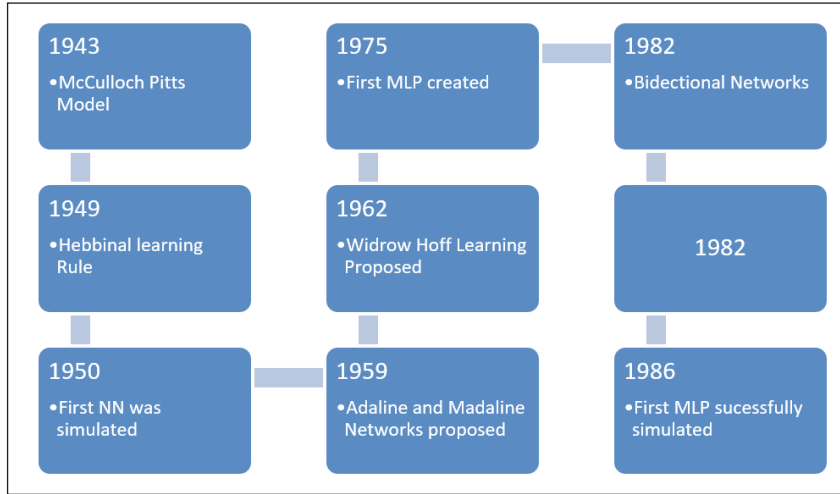 1943
•McCulloch Pitts
Model
1949
•Hebbinal learning
Rule
1950
•First NN was
simulated
1959
•Adaline and Madaline
Networks proposed
1962
•Widrow Hoff Learning
Proposed
1975
•First MLP created
1982
•Bidectional Networks
1982
1986
•First MLP sucessfully
simulated